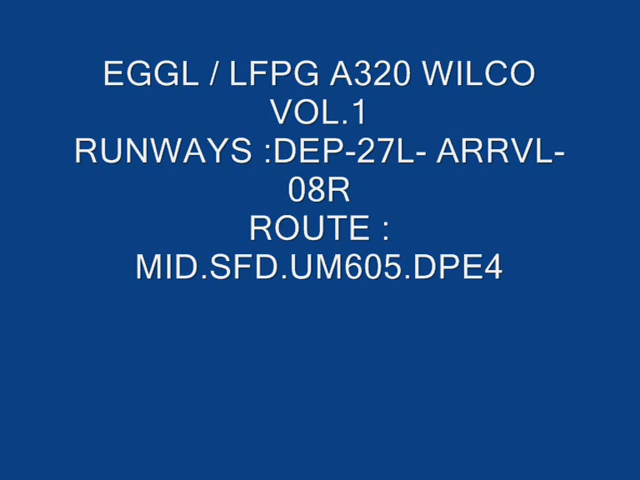 EGGL / LFPG A320 WILCO
VOL.1
RUNWAYS :DEP-27L- ARRVL-
08R
ROUTE :
MID.SFD.UM605.DPE4